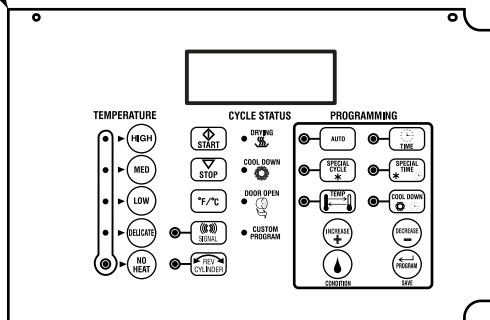 TEMPERATURE
CYCLE STATUS
PROGRAMMING
HIGH
START
DRYING
AUTO
TIME
MED
STOP
COOL DOWN
SPECIAL
CYCLE
SPECIAL
TIME
LOW
°F/°C
DOOR OPEN
TEMP
COOL DOWN
DELICATE
SIGNAL
CUSTOM
PROGRAM
INCREASE
DECREASE
NO
HEAT
REV
CYLINDER
PROGRAM
CONDITION
SAVE